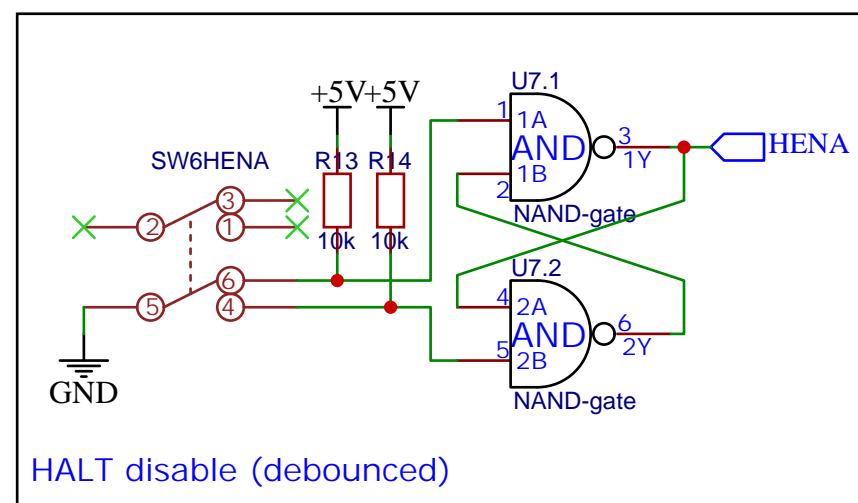 U7.1
+5V +5V
1
1A
3
AND
HENA
SW6HENA
R13 R14
1Y
1B
2
3
NAND-gate
2
1
10k 10k
U7.2
6
4
2A
5
4
6
AND
2Y
5
2B
GND
NAND-gate
HALT disable (debounced)